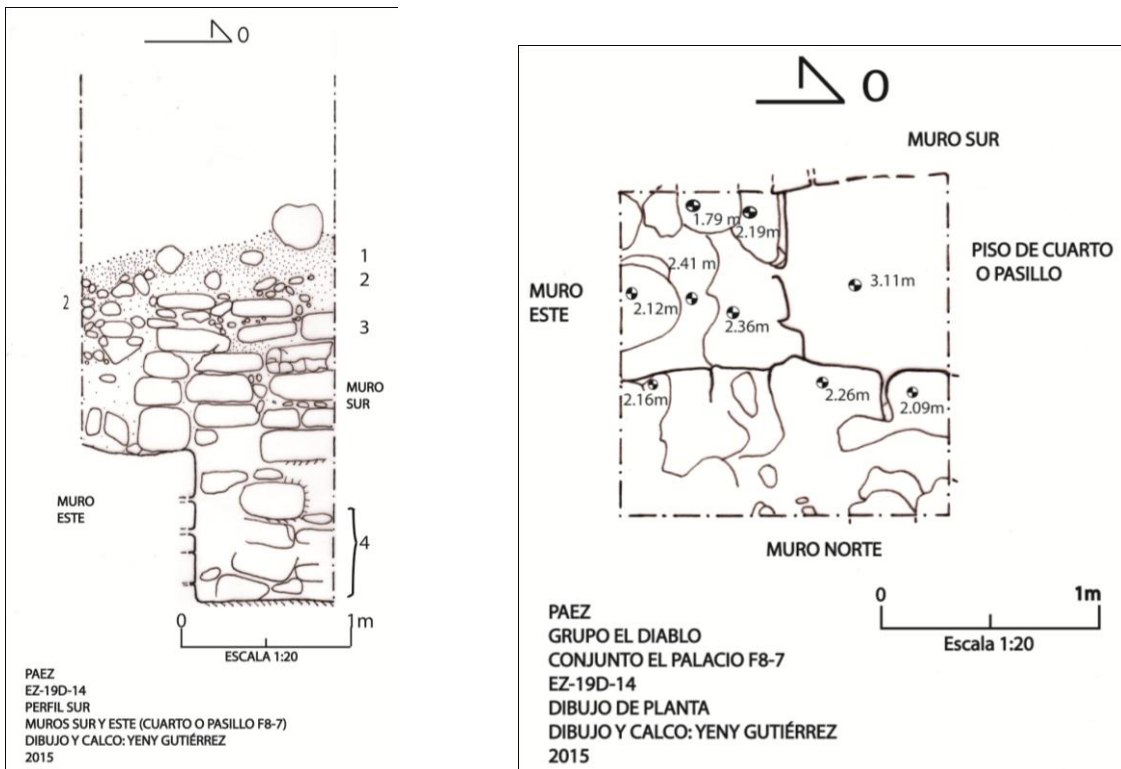 O
1
2
2
3
MURO
SUR
MURO
ESTE
4
0
1m
ESCALA 1:20
PAEZ
EZ-19D-14
PERFIL SUR
MUROS SUR Y ESTE (CUARTO O PASILLO F8-7)
DIBUJO Y CALCO: YENY GUTIÉRREZ
2015
O
MURO SUR
1.79 m
2.19m
PISO DE CUARTO
O PASILLO
2.41 m
3.11m
MURO
ESTE
2.12m
2.36m
2.16m
2.26m
2.09m
MURO NORTE
0
1m
Escala 1:20
PAEZ
GRUPO EL DIABLO
CONJUNTO EL PALACIO F8-7
EZ-19D-14
DIBUJO DE PLANTA
DIBUJO Y CALCO: YENY GUTIÉRREZ
2015